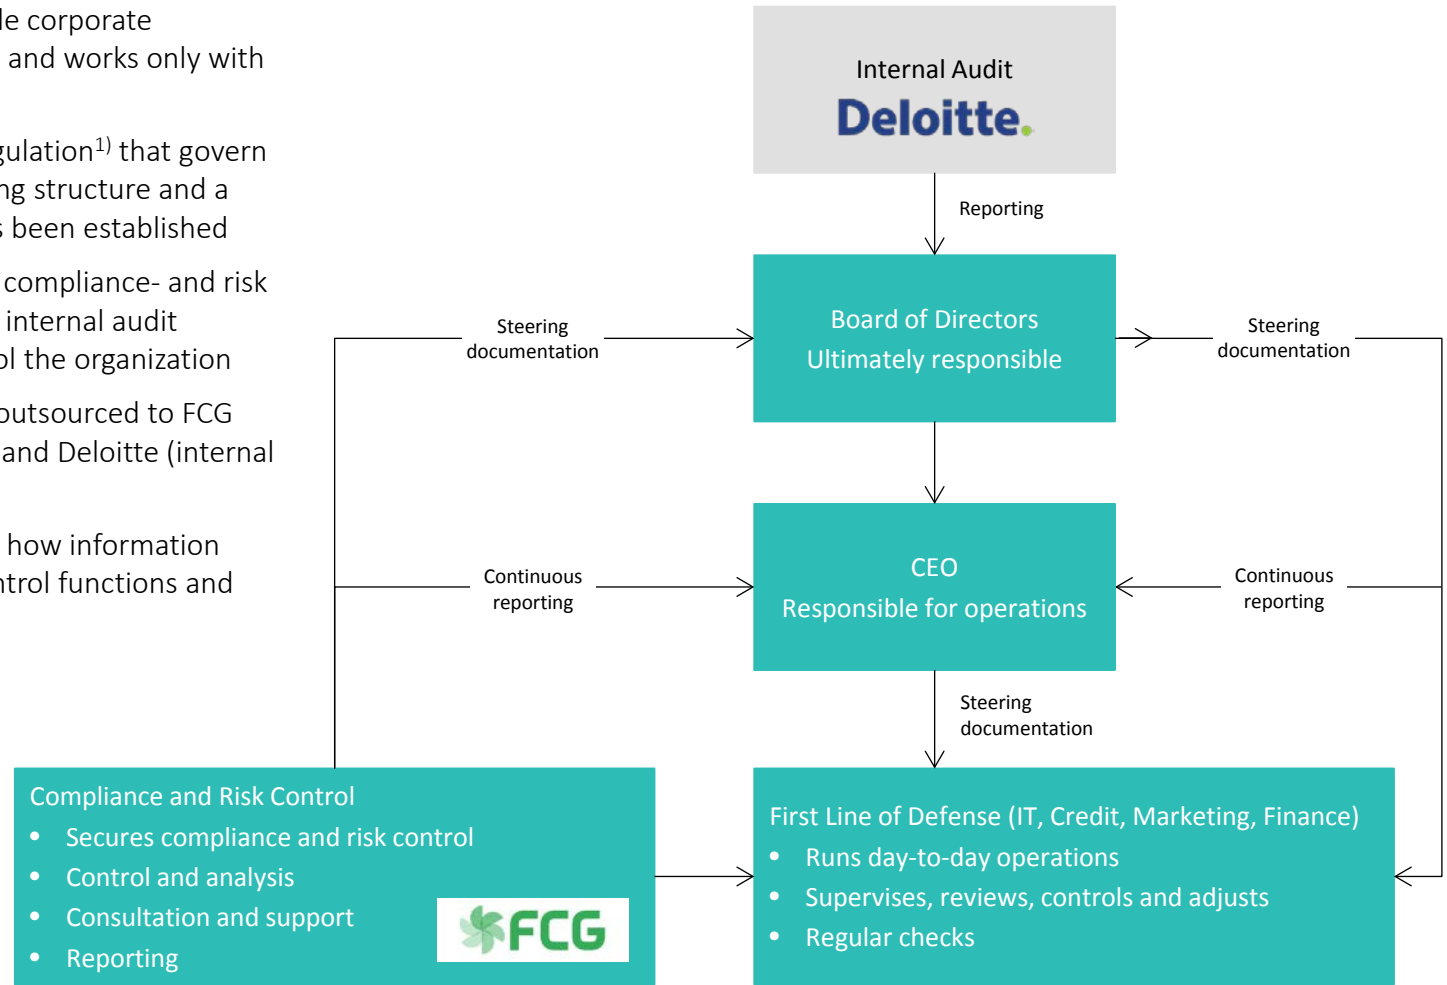 le corporate
and works only with
gulation1) that govern
ng structure and a
s been established
compliance- and risk
internal audit
ol the organization
outsourced to FCG
and Deloitte (internal
how information
ntrol functions and
Internal Audit
Deloitte.
Reporting
Steering
documentation
Board of Directors
Ultimately responsible
Steering
documentation
Continuous
reporting
CEO
Responsible for operations
Continuous
reporting
Steering
documentation
Compliance and Risk Control
• Secures compliance and risk control
• Control and analysis
• Consultation and support
• Reporting
FCG
First Line of Defense (IT, Credit, Marketing, Finance)
• Runs day-to-day operations
• Supervises, reviews, controls and adjusts
• Regular checks